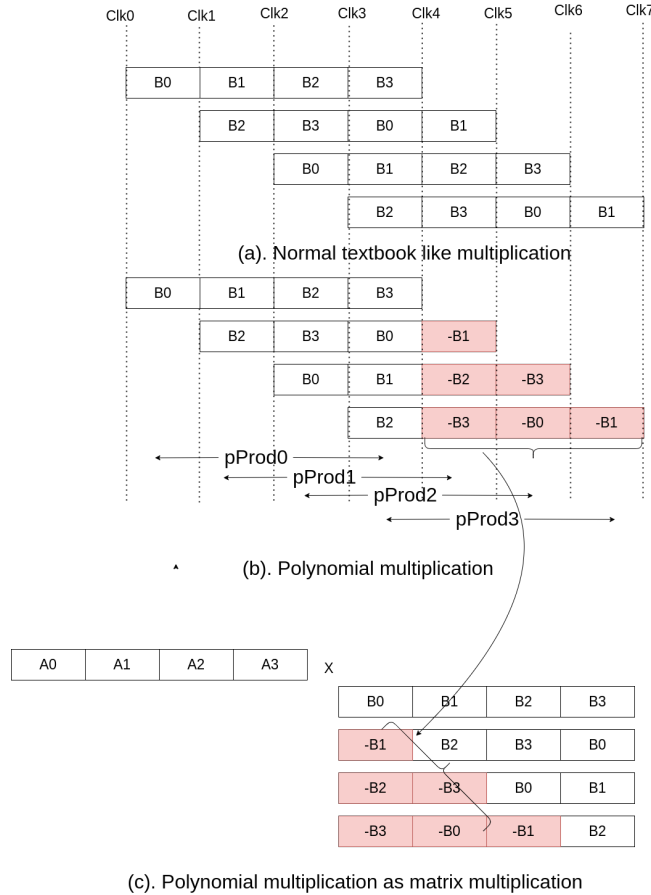 Clk0 Clk1 Clk2 Clk3 Clk4 Clk5 Clk6 Clk7
B0 B1 B2 B3
B2 B3 B0 B1
B0 B1 B2 B3
B2 B3 B0 B1
(a). Normal textbook like multiplication
B0 B1 B2 B3
B2 B3 B0 -B1
B0 B1 -B2 -B3
B2 -B3 -B0 -B1
pProd0
pProd1
pProd2
pProd3
(b). Polynomial multiplication
A0 A1 A2 A3 X
B0 B1 B2 B3
-B1 B2 B3 B0
-B2 -B3 B0 B1
-B3 -B0 -B1 B2
(c). Polynomial multiplication as matrix multiplication